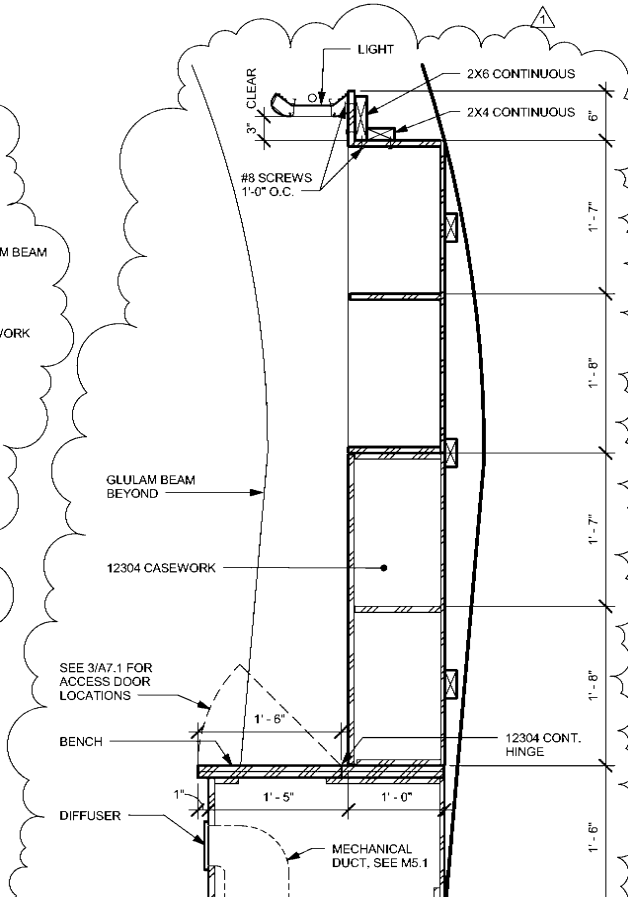 1
LIGHT
2X6 CONTINUOUS
3" CLEAR
2X4 CONTINUOUS
6"
#8 SCREWS
1'-0" O.C.
1' - 7"
M BEAM
WORK
1' - 8"
GLULAM BEAM
BEYOND
1' - 7"
12304 CASEWORK
SEE 3/A7.1 FOR
ACCESS DOOR
LOCATIONS
1' - 8"
1' - 6"
BENCH
12304 CONT.
HINGE
1"
1' - 5"
1' - 0"
DIFFUSER
MECHANICAL
DUCT, SEE M5.1
1' - 6"